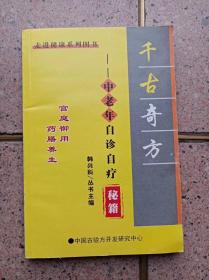 走进健康系列图书
千古奇方
——中老年自诊自疗
秘籍
宫庭御用
药膳养生
韩兵科/丛书主编
●中国古验方开发研究中心